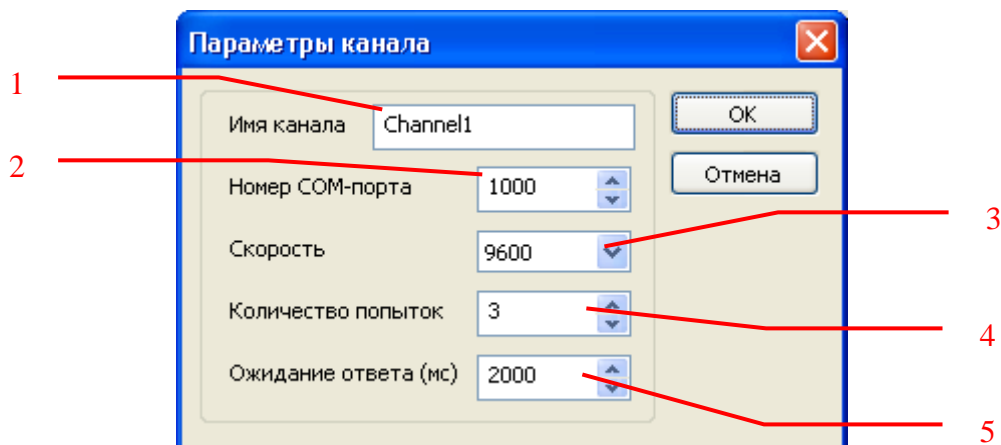 Параметры канала
1
Имя канала Channel1 OK
2
Номер COM-порта 1000 Отмена
3
Скорость 9600
Количество попыток 3
4
Ожидание ответа (мс) 2000
5